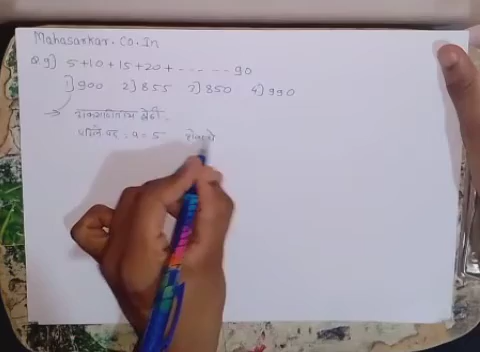 Mahasarkar.Co.In
Q 9] 5+10+15+20+------90
1] 900 2] 855 3] 850 4] 990
→ अंकगणितीय श्रेढी.
पहिले पद = a = 5